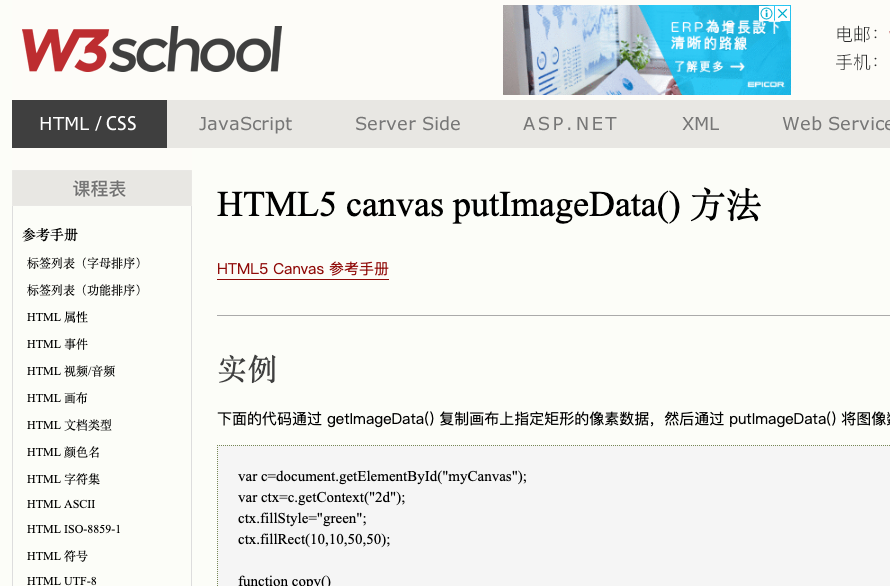 W3school
ERP為增長設下
清晰的路線
了解更多 →
EPICOR
电邮：
手机：
HTML / CSS
JavaScript
Server Side
ASP.NET
XML
Web Service
课程表
参考手册
标签列表（字母排序）
标签列表（功能排序）
HTML 属性
HTML 事件
HTML 视频/音频
HTML 画布
HTML 文档类型
HTML 颜色名
HTML 字符集
HTML ASCII
HTML ISO-8859-1
HTML 符号
HTML UTF-8
HTML5 canvas putImageData() 方法
HTML5 Canvas 参考手册
实例
下面的代码通过 getImageData() 复制画布上指定矩形的像素数据，然后通过 putImageData() 将图像
var c=document.getElementById("myCanvas");
var ctx=c.getContext("2d");
ctx.fillStyle="green";
ctx.fillRect(10,10,50,50);
function copy()